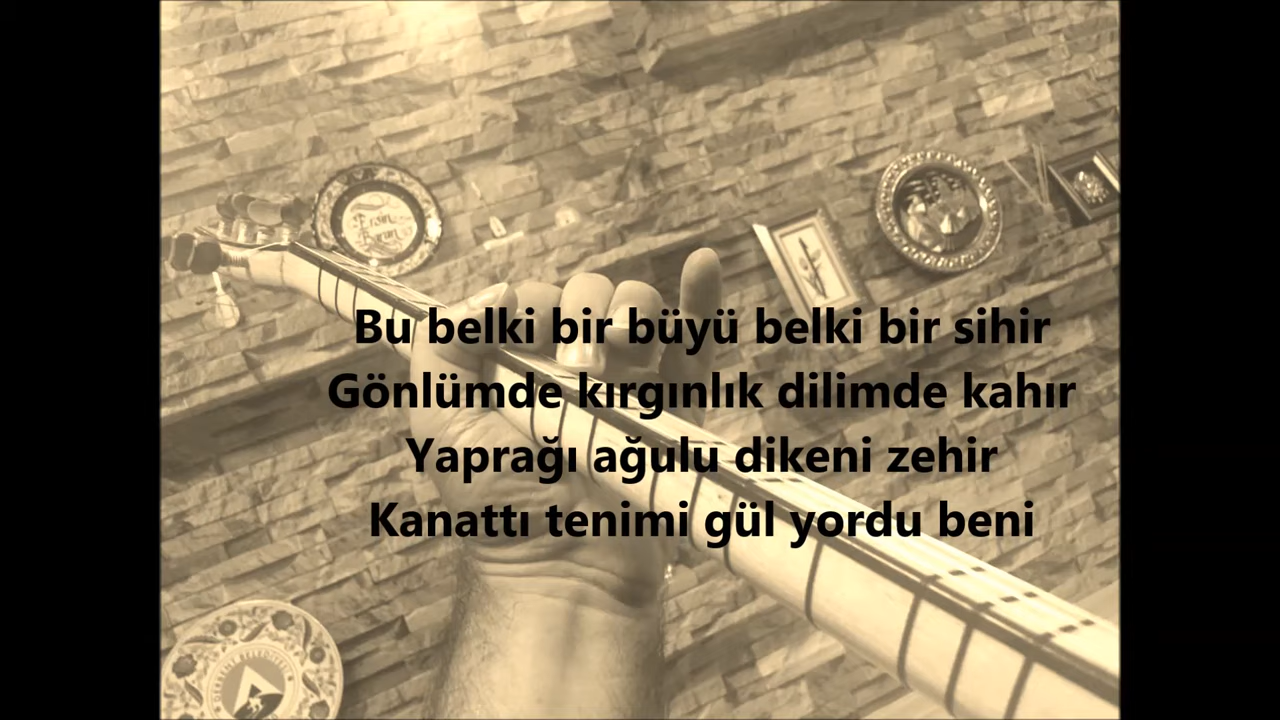 Ersin
Bu belki bir büyü belki bir sihir
Gönlümde kırgınlık dilimde kahır
Yaprağı ağulu dikeni zehir
Kanattı tenimi gül yordu beni